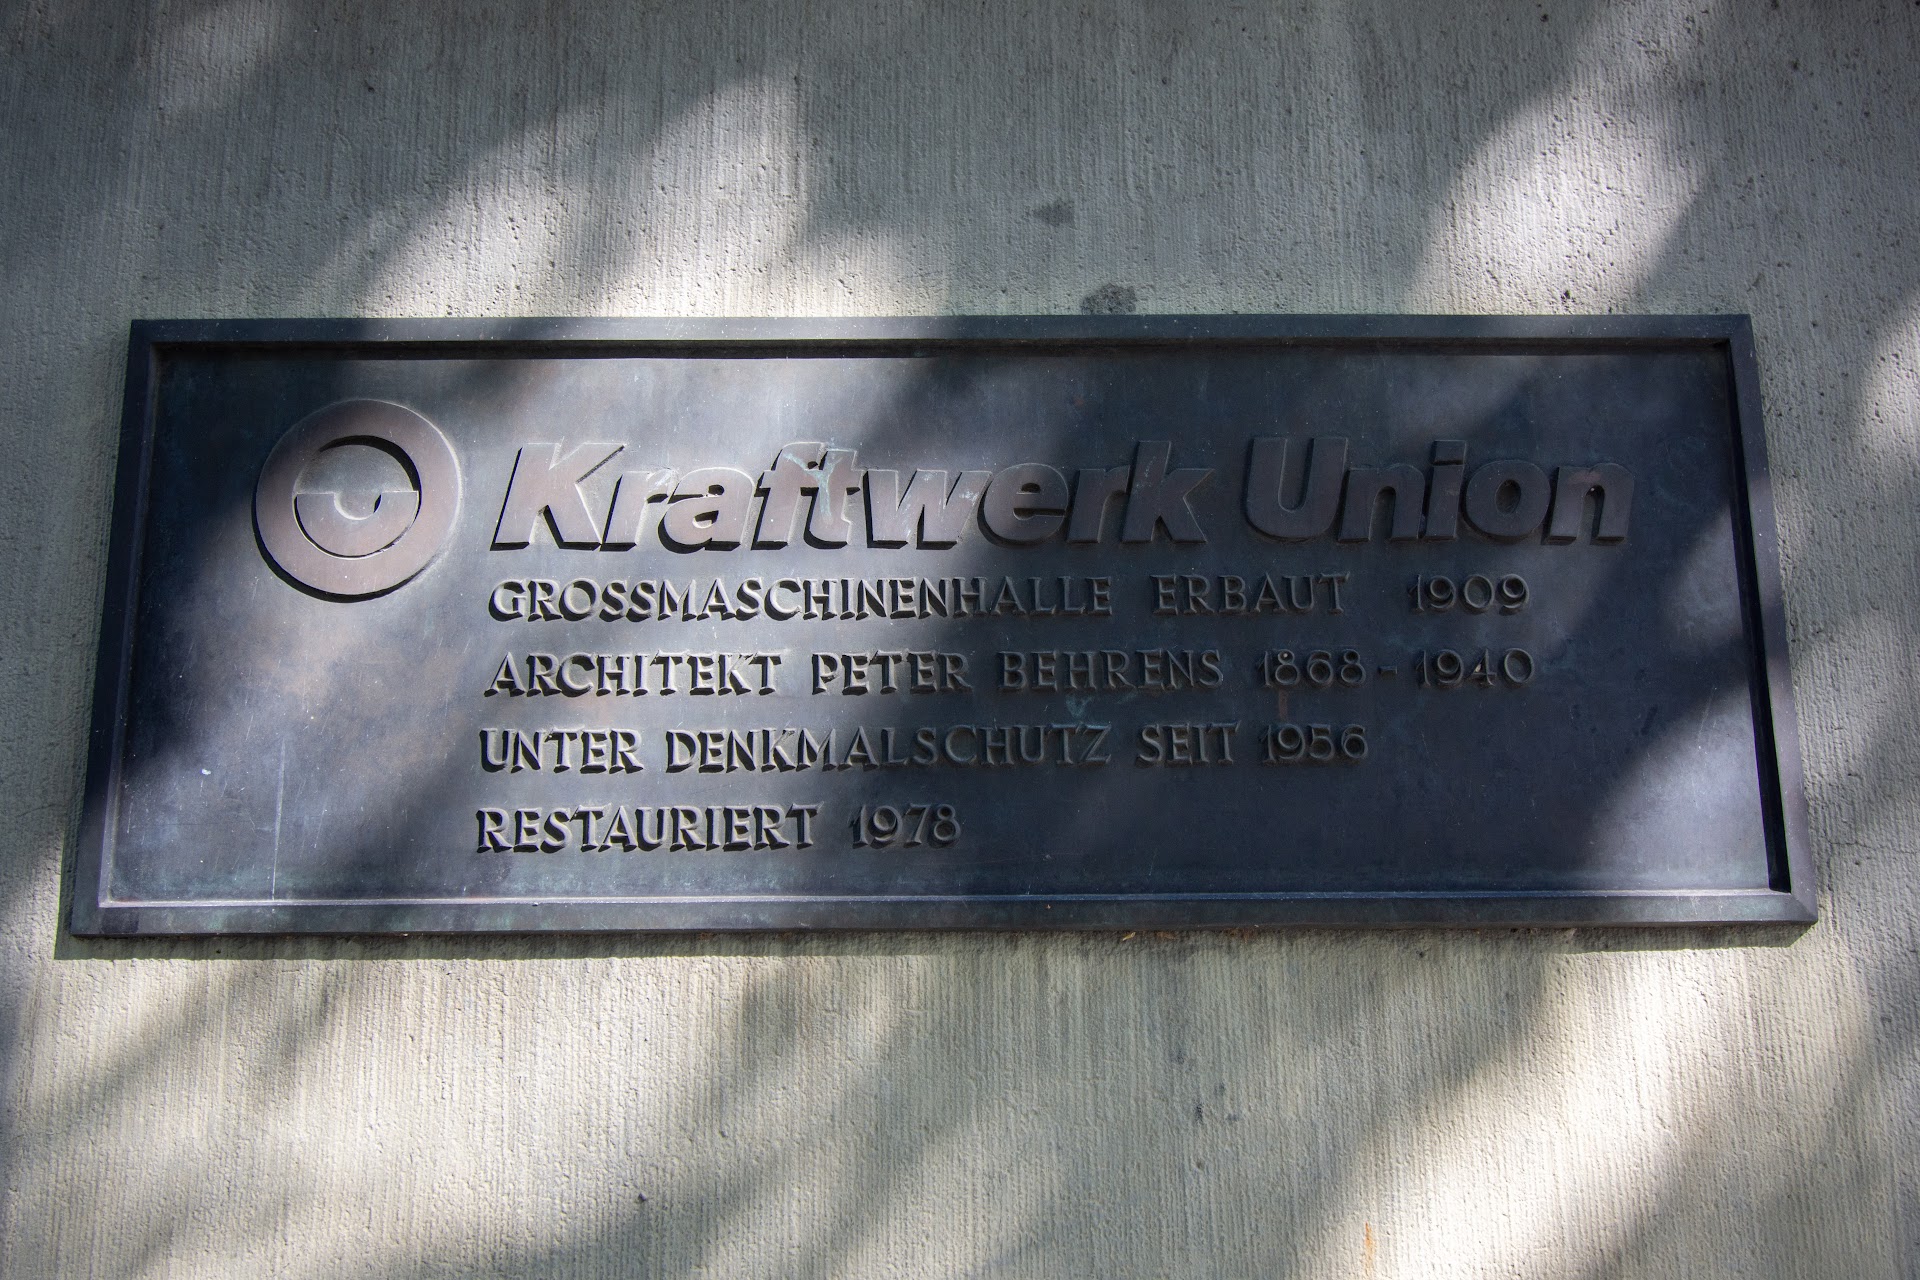 Kraftwerk Union
GROSSMASCHINENHALLE ERBAUT 1909
ARCHITEKT PETER BEHRENS 1868 - 1940
UNTER DENKMALSCHUTZ SEIT 1956
RESTAURIERT 1978